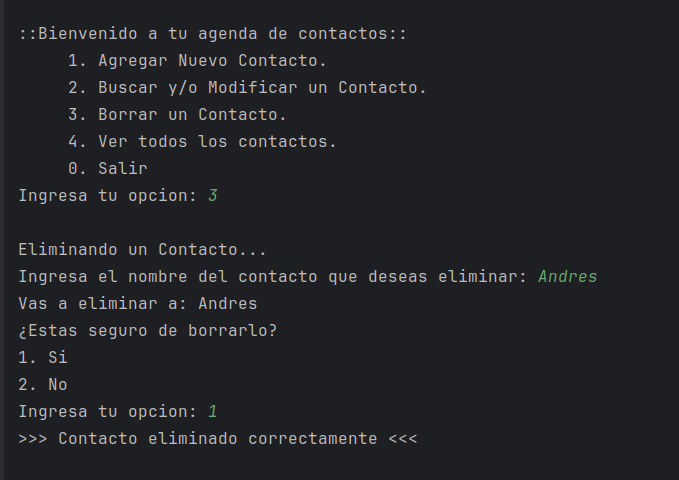 ::Bienvenido a tu agenda de contactos::
1. Agregar Nuevo Contacto.
2. Buscar y/o Modificar un Contacto.
3. Borrar un Contacto.
4. Ver todos los contactos.
0. Salir
Ingresa tu opcion: 3
Eliminando un Contacto...
Ingresa el nombre del contacto que deseas eliminar: Andres
Vas a eliminar a: Andres
¿Estas seguro de borrarlo?
1. Si
2. No
Ingresa tu opcion: 1
>>> Contacto eliminado correctamente <<<